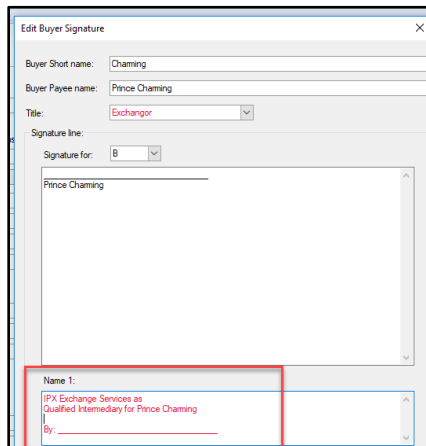 Edit Buyer Signature
Buyer Short name: Charming
Buyer Payee name: Prince Charming
Title: Exchangor
Signature line:
Signature for: B
Prince Charming
Name 1:
IPX Exchange Services as
Qualified Intermediary for Prince Charming
By: ______________________________